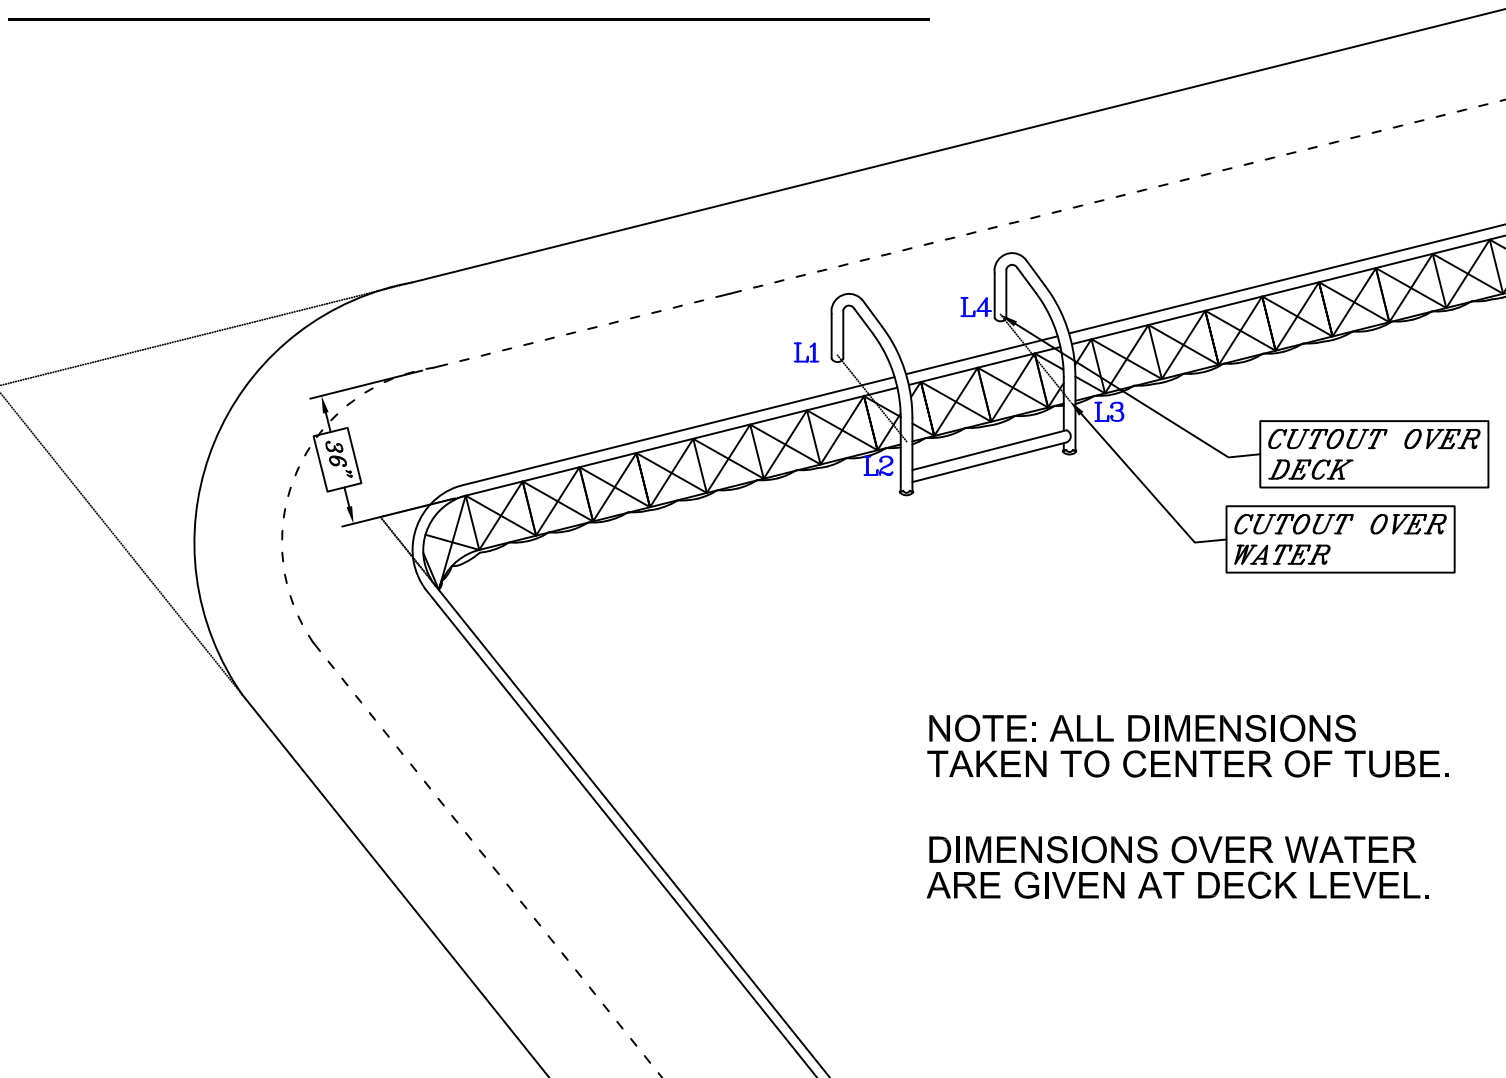 L4
L1
L3
L2
36"
CUTOUT OVER
DECK
CUTOUT OVER
WATER
NOTE: ALL DIMENSIONS
TAKEN TO CENTER OF TUBE.
DIMENSIONS OVER WATER
ARE GIVEN AT DECK LEVEL.